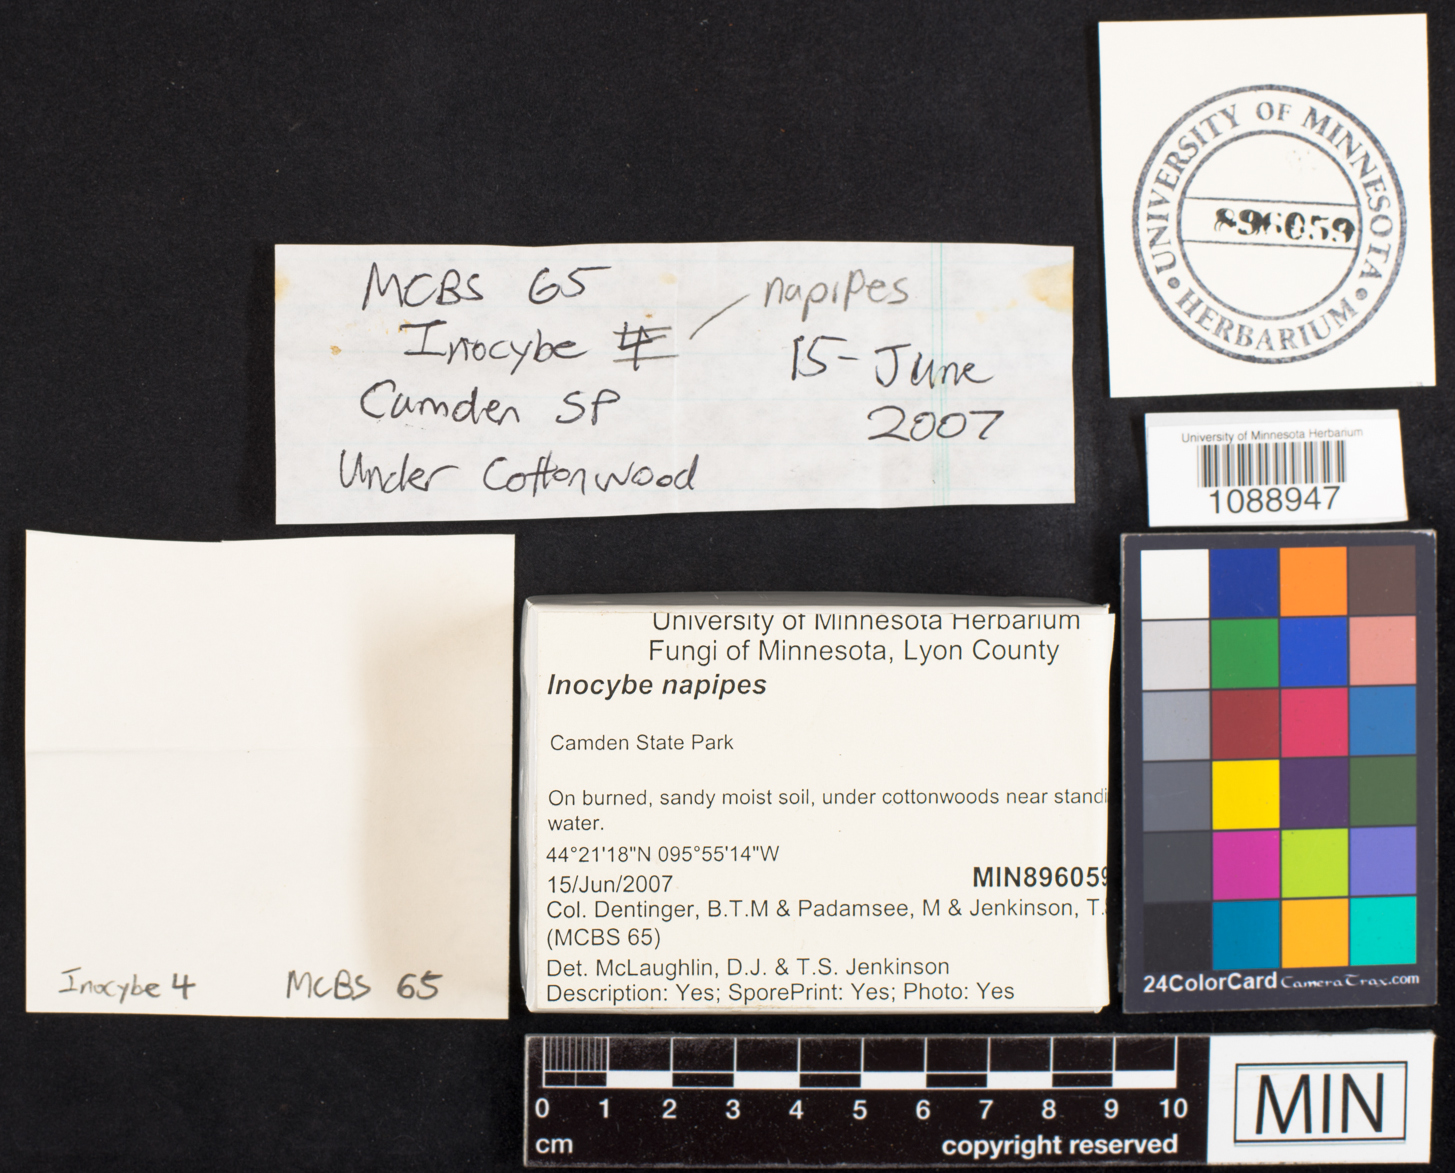 UNIVERSITY OF MINNESOTA
896059
• HERBARIUM •
MCBS 65
napipes
Inocybe 4
15-June
2007
Camden SP
Under Cottonwood
University of Minnesota Herbarium
1088947
University of Minnesota Herbarium
Fungi of Minnesota, Lyon County
Inocybe napipes
Camden State Park
On burned, sandy moist soil, under cottonwoods near standi
water.
44°21'18"N 095°55'14"W
15/Jun/2007
MIN896059
Col. Dentinger, B.T.M & Padamsee, M & Jenkinson, T.
(MCBS 65)
Det. McLaughlin, D.J. & T.S. Jenkinson
Description: Yes; SporePrint: Yes; Photo: Yes
Inocybe 4 MCBS 65
24ColorCard CameraTrax.com
0 1 2 3 4 5 6 7 8 9 10
cm copyright reserved
MIN